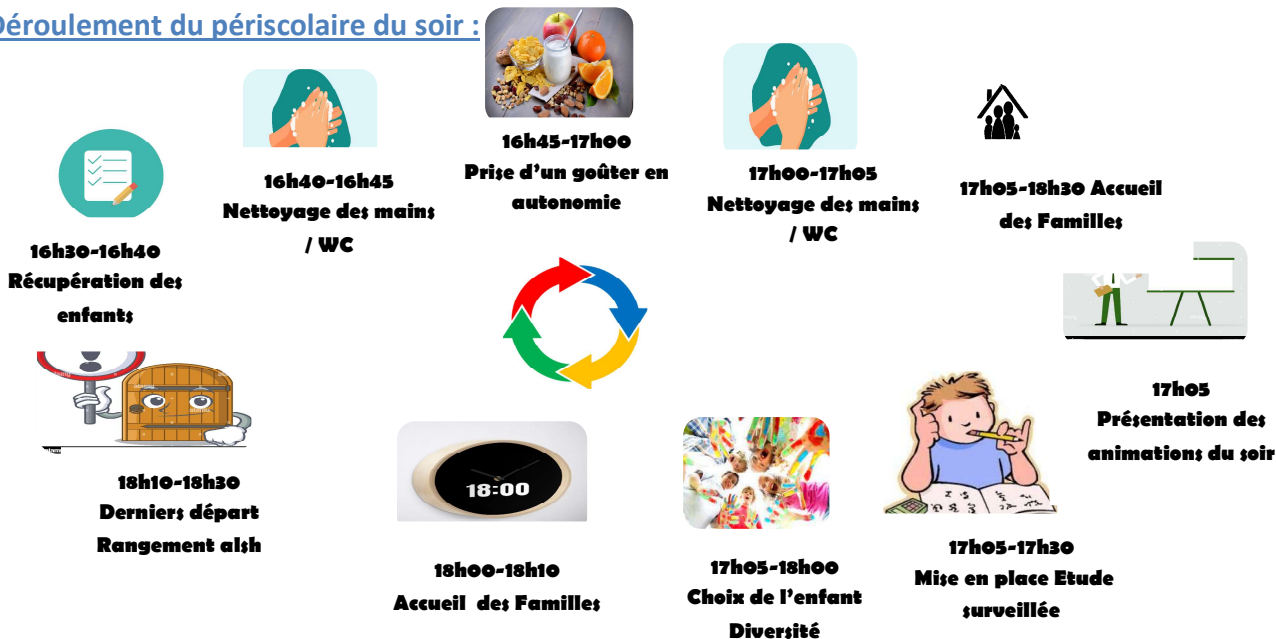 Déroulement du périscolaire du soir :
16h30-16h40
Récupération des
enfants
16h40-16h45
Nettoyage des mains
/ WC
16h45-17h00
Prise d'un goûter en
autonomie
17h00-17h05
Nettoyage des mains
/ WC
17h05-18h30 Accueil
des Familles
17h05
Présentation des
animations du soir
17h05-17h30
Mise en place Etude
surveillée
17h05-18h00
Choix de l'enfant
Diversité
18:00
18h00-18h10
Accueil des Familles
18h10-18h30
Derniers départ
Rangement alsh